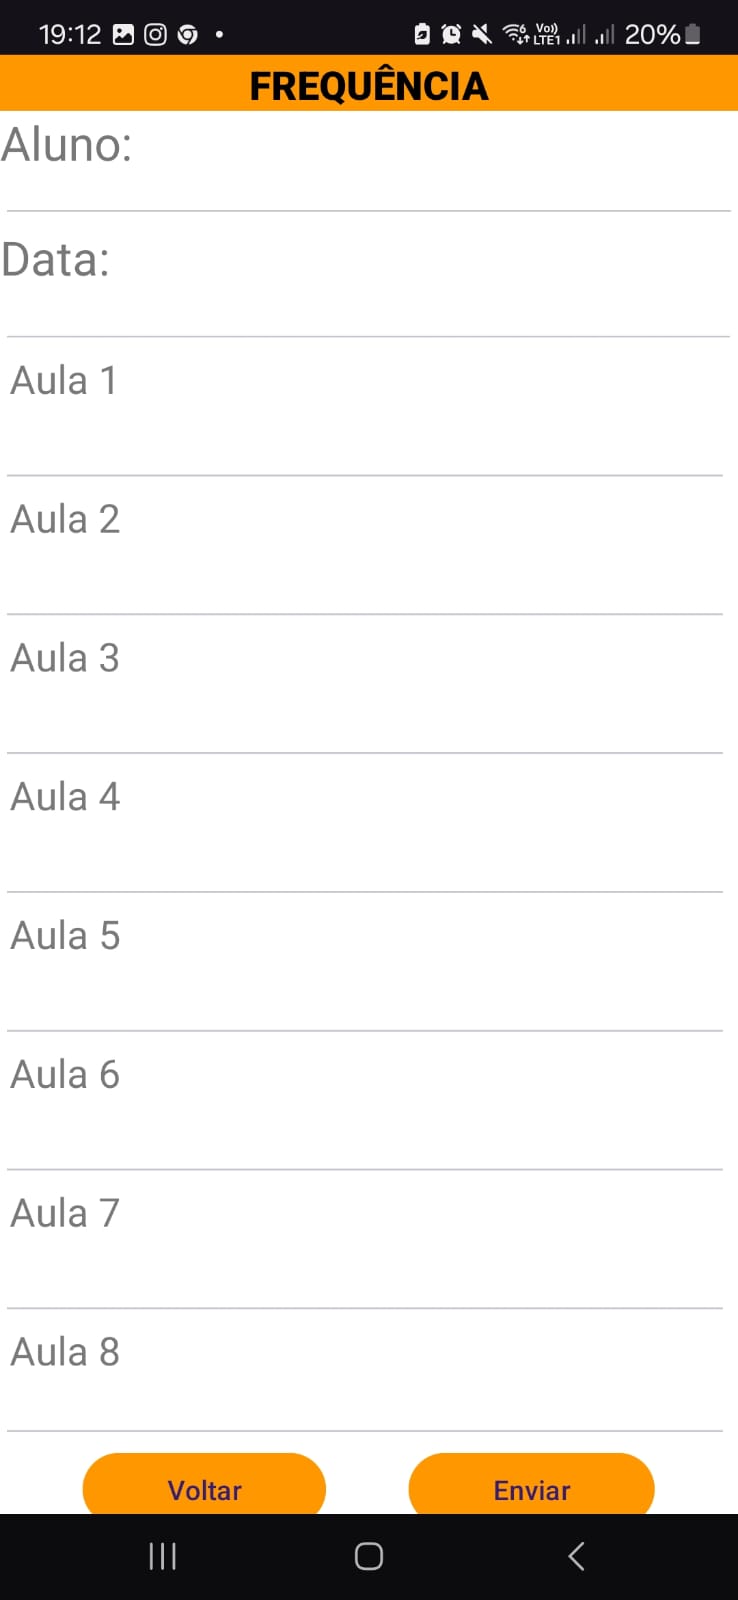 19:12 Vo)) LTE1 20%
FREQUÊNCIA
Aluno:
Data:
Aula 1
Aula 2
Aula 3
Aula 4
Aula 5
Aula 6
Aula 7
Aula 8
Voltar Enviar